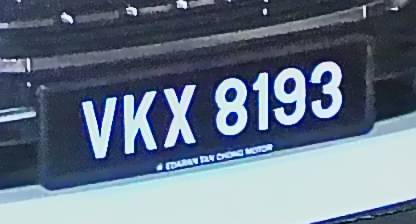 VKX 8193
EDARAN TAN CHONG MOTOR